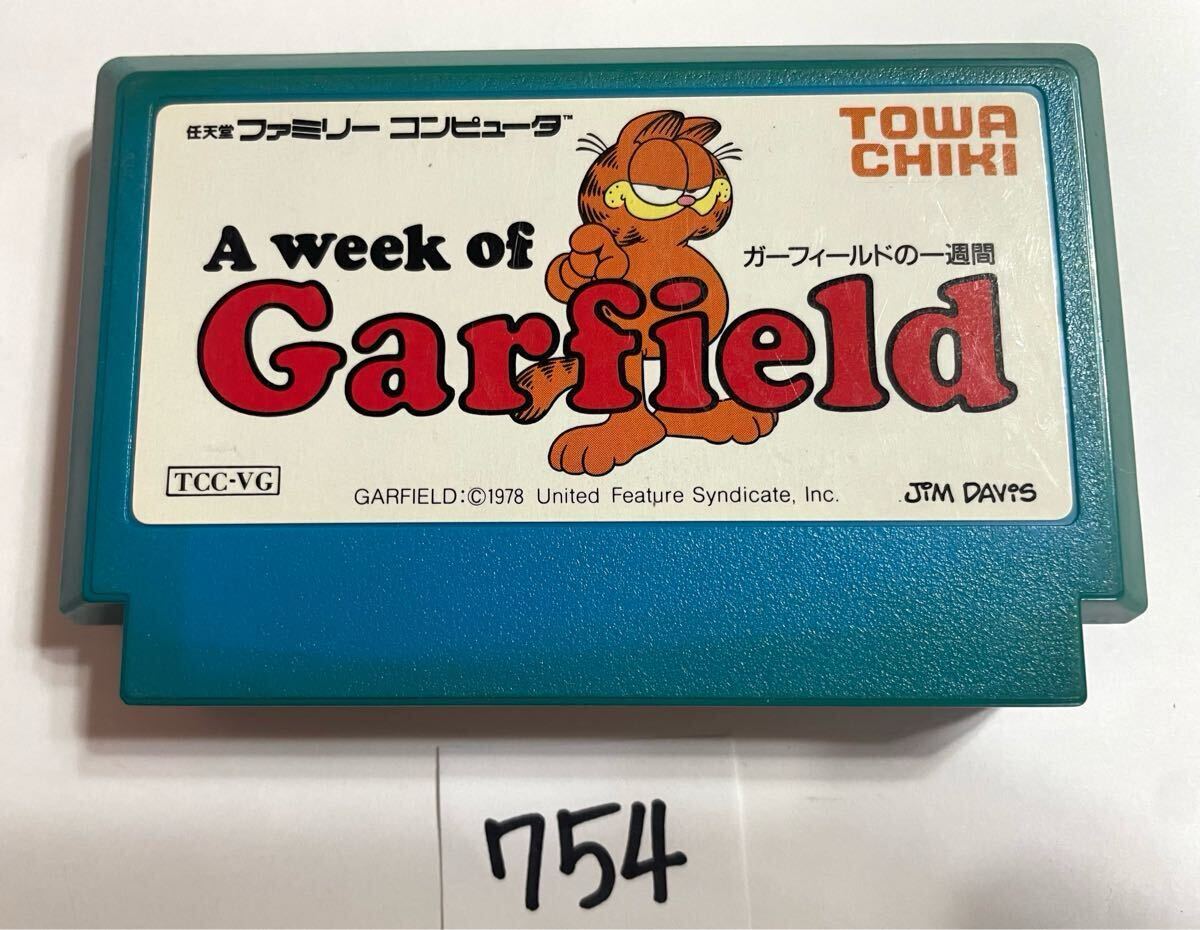 任天堂 ファミリー コンピュータ™
TOWA
CHIKI
A week of
ガーフィールドの一週間
Garfield
TCC-VG
GARFIELD:©1978 United Feature Syndicate, Inc.
JIM DAVIS
754